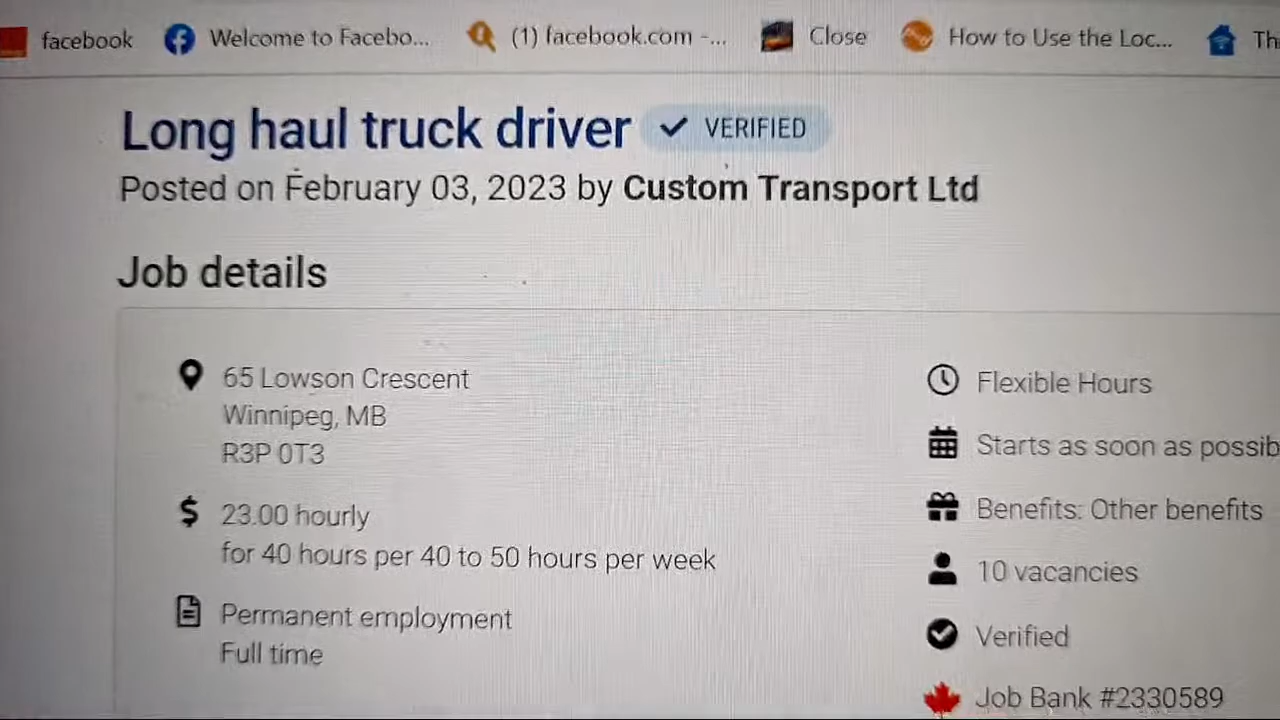 facebook Welcome to Facebo... (1) facebook.com -... Close How to Use the Loc... Th
Long haul truck driver VERIFIED
Posted on February 03, 2023 by Custom Transport Ltd
Job details
65 Lowson Crescent
Winnipeg, MB
R3P 0T3
$ 23.00 hourly
for 40 hours per 40 to 50 hours per week
Permanent employment
Full time
Flexible Hours
Starts as soon as possib
Benefits: Other benefits
10 vacancies
Verified
Job Bank #2330589